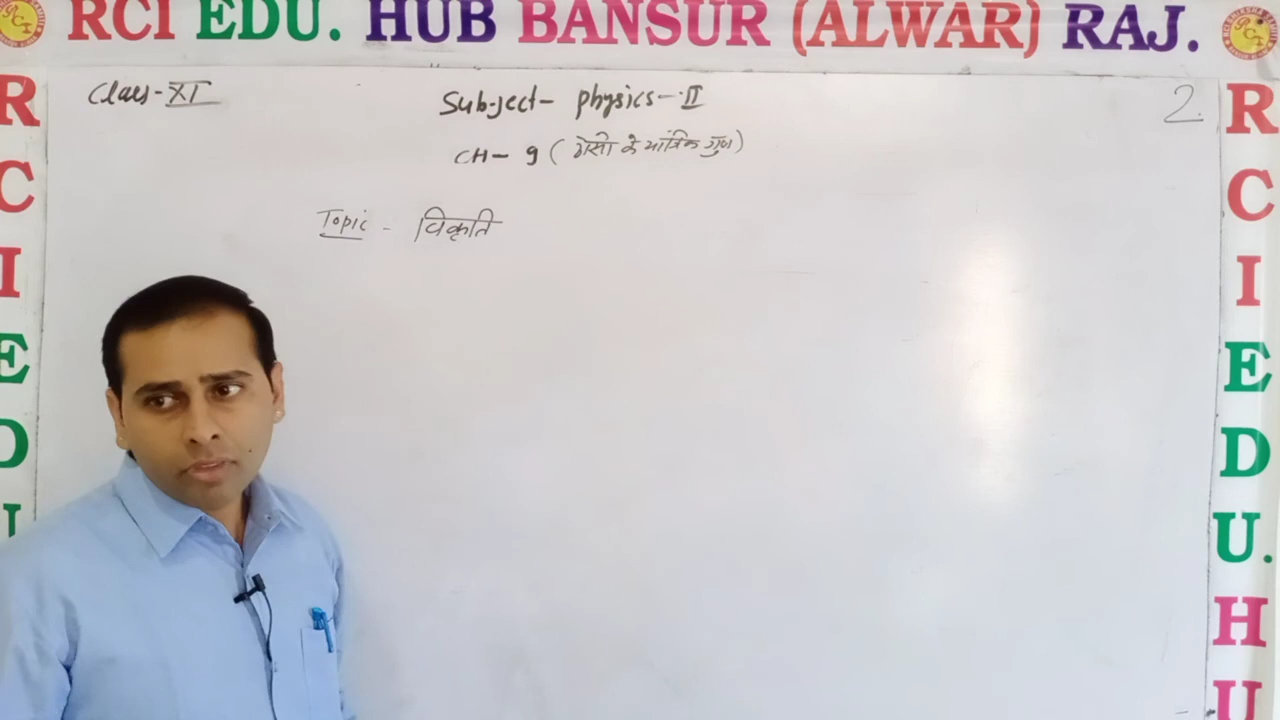 RCI EDU. HUB BANSUR (ALWAR) RAJ.
Class-XI
Subject- physics-II
2.
CH- 9 (ठोसो के यांत्रिक गुण)
Topic - विकृति
R
C
I
E
D
U
R
C
I
E
D
U.
H
U